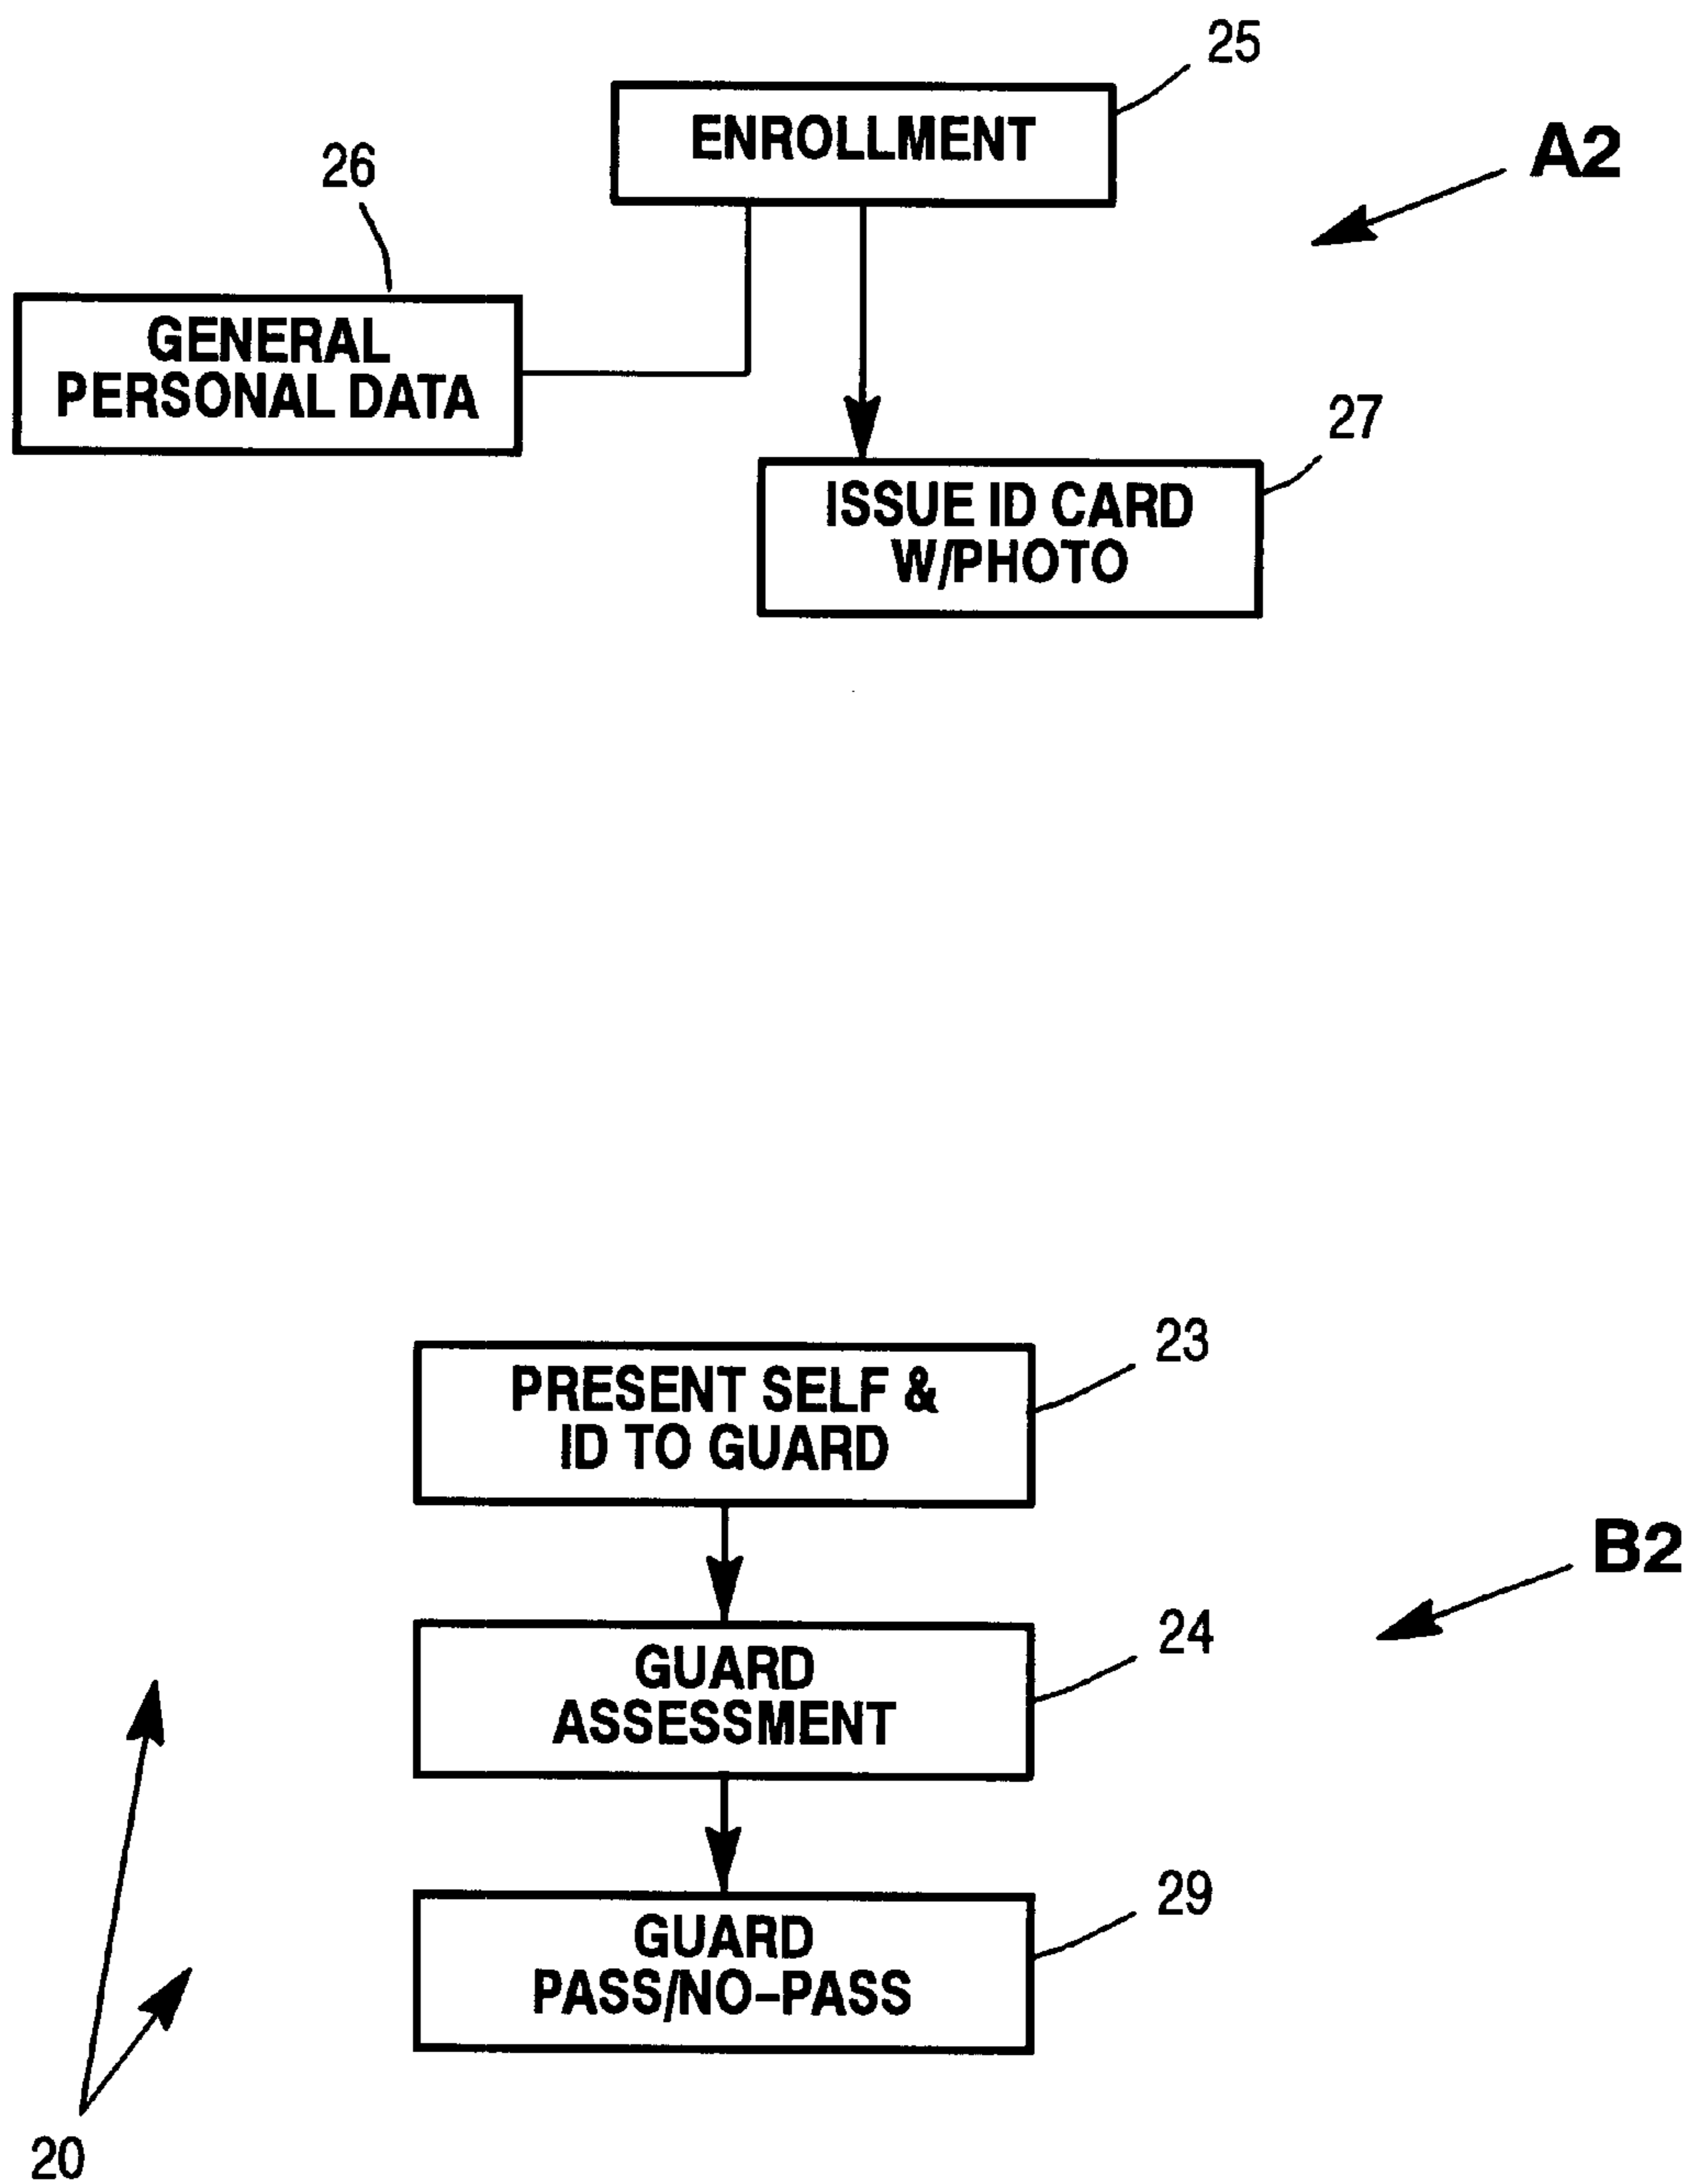 25
ENROLLMENT
A2
26
GENERAL
PERSONAL DATA
27
ISSUE ID CARD
W/PHOTO
23
PRESENT SELF &
ID TO GUARD
B2
24
GUARD
ASSESSMENT
29
GUARD
PASS/NO-PASS
20